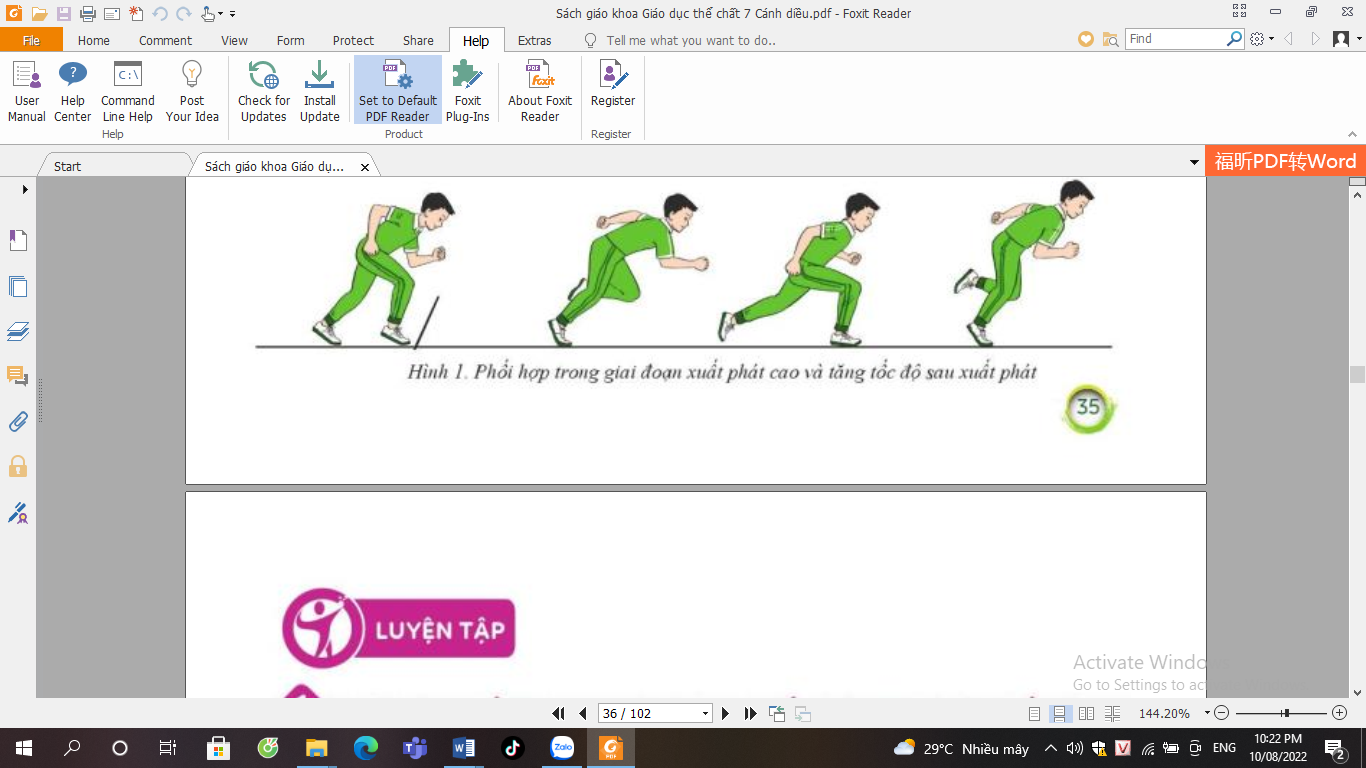 Sách giáo khoa Giáo dục thể chất 7 Cánh diều.pdf - Foxit Reader
File Home Comment View Form Protect Share Help Extras Tell me what you want to do.. Find
User Manual
Help Center
C:\
Command Line Help
Post Your Idea
Check for Updates
Install Update
PDF
Set to Default PDF Reader
Foxit Plug-Ins
PDF
Foxit
About Foxit Reader
Register
Help Product Register
Start Sách giáo khoa Giáo dụ... 福昕PDF转Word
Hình 1. Phối hợp trong giai đoạn xuất phát cao và tăng tốc độ sau xuất phát
35
LUYỆN TẬP
Activate Windo
Go to Settings to ac
36 / 102 144.20%
Zalo
PDF
29°C Nhiều mây V ENG 10:22 PM
10/08/2022 2